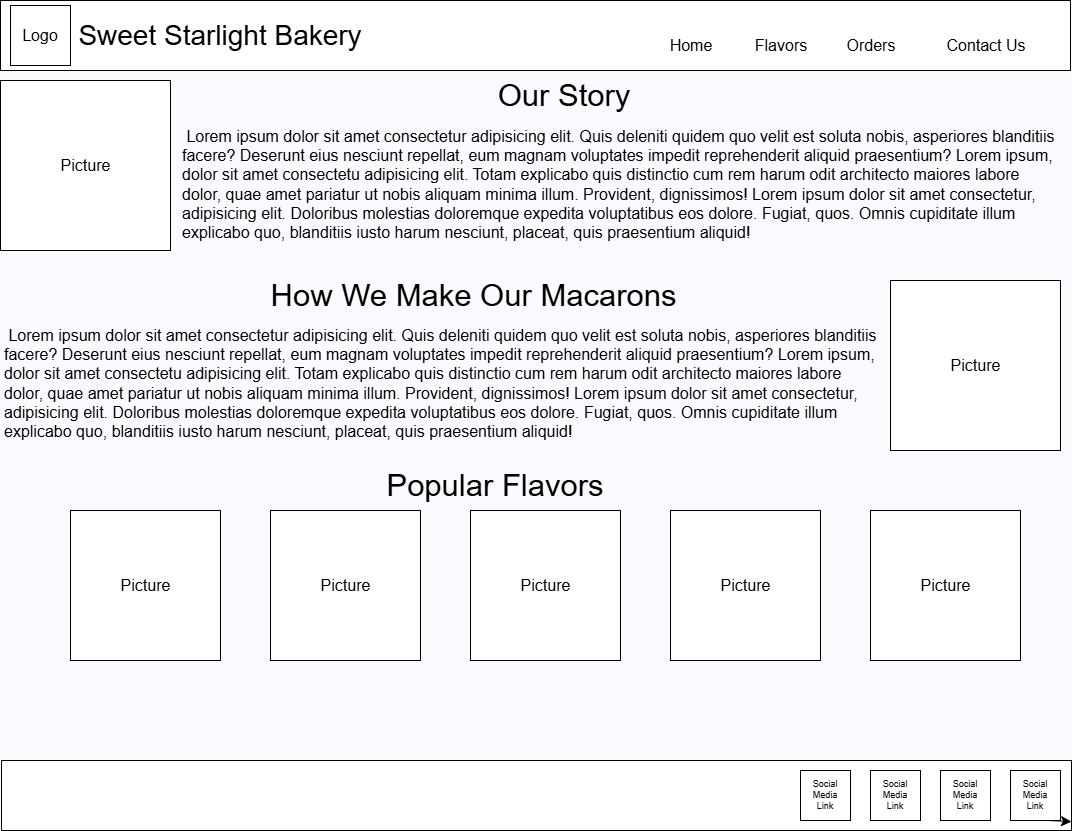 Logo
Sweet Starlight Bakery
Home
Flavors
Orders
Contact Us
Picture
Our Story
Lorem ipsum dolor sit amet consectetur adipisicing elit. Quis deleniti quidem quo velit est soluta nobis, asperiores blanditiis
facere? Deserunt eius nesciunt repellat, eum magnam voluptates impedit reprehenderit aliquid praesentium? Lorem ipsum,
dolor sit amet consectetu adipisicing elit. Totam explicabo quis distinctio cum rem harum odit architecto maiores labore
dolor, quae amet pariatur ut nobis aliquam minima illum. Provident, dignissimos! Lorem ipsum dolor sit amet consectetur,
adipisicing elit. Doloribus molestias doloremque expedita voluptatibus eos dolore. Fugiat, quos. Omnis cupiditate illum
explicabo quo, blanditiis iusto harum nesciunt, placeat, quis praesentium aliquid!
How We Make Our Macarons
Lorem ipsum dolor sit amet consectetur adipisicing elit. Quis deleniti quidem quo velit est soluta nobis, asperiores blanditiis
facere? Deserunt eius nesciunt repellat, eum magnam voluptates impedit reprehenderit aliquid praesentium? Lorem ipsum,
dolor sit amet consectetu adipisicing elit. Totam explicabo quis distinctio cum rem harum odit architecto maiores labore
dolor, quae amet pariatur ut nobis aliquam minima illum. Provident, dignissimos! Lorem ipsum dolor sit amet consectetur,
adipisicing elit. Doloribus molestias doloremque expedita voluptatibus eos dolore. Fugiat, quos. Omnis cupiditate illum
explicabo quo, blanditiis iusto harum nesciunt, placeat, quis praesentium aliquid!
Picture
Popular Flavors
Picture
Picture
Picture
Picture
Picture
Social
Media
Link
Social
Media
Link
Social
Media
Link
Social
Media
Link